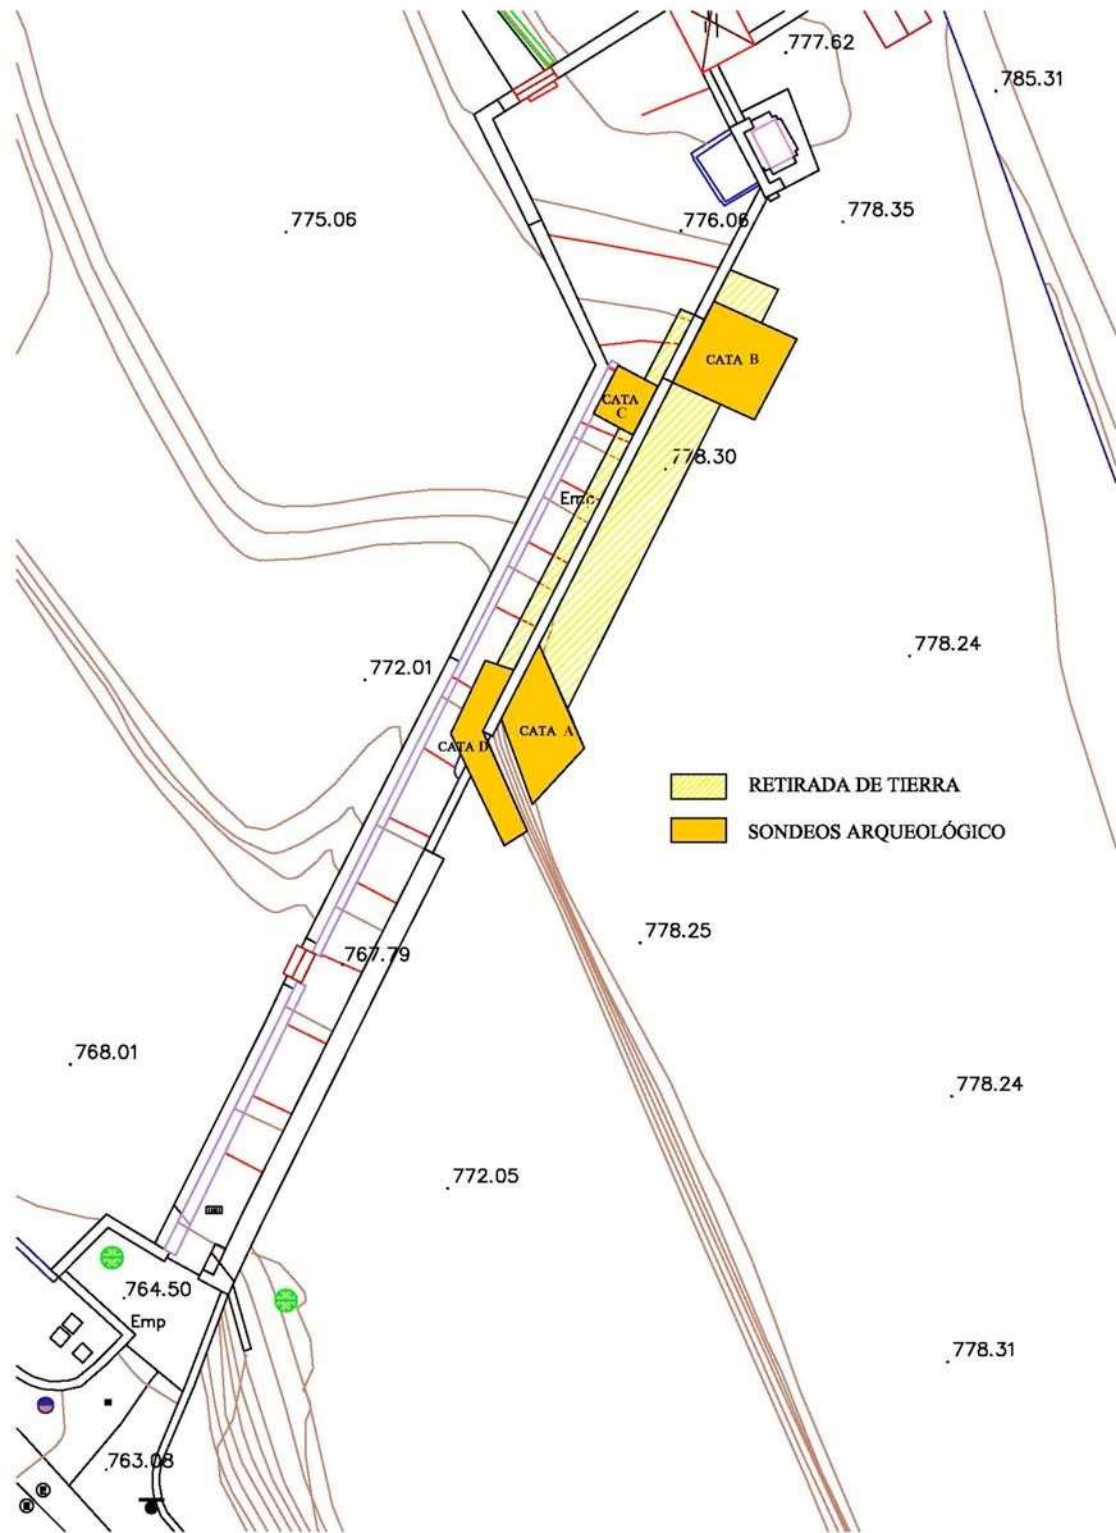 777.62
785.31
775.06
776.06
778.35
CATA B
CATA
C
778.30
Emp
778.24
772.01
CATA A
CATA D
RETIRADA DE TIERRA
SONDEOS ARQUEOLÓGICO
778.25
767.79
768.01
778.24
772.05
764.50
Emp
778.31
763.08